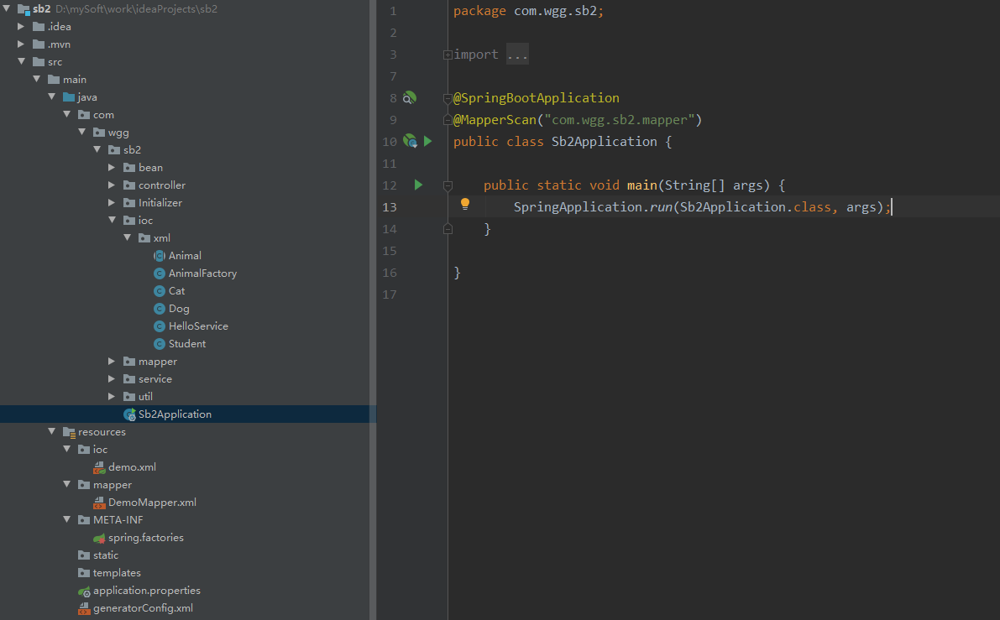 sb2 D:\mySoft\work\ideaProjects\sb2
.idea
.mvn
src
main
java
com
wgg
sb2
bean
controller
Initializer
ioc
xml
Animal
AnimalFactory
Cat
Dog
HelloService
Student
mapper
service
util
Sb2Application
resources
ioc
demo.xml
mapper
DemoMapper.xml
META-INF
spring.factories
static
templates
application.properties
generatorConfig.xml
1 package com.wgg.sb2;
2
3 import ...
7
8 @SpringBootApplication
9 @MapperScan("com.wgg.sb2.mapper")
10 public class Sb2Application {
11
12 public static void main(String[] args) {
13 SpringApplication.run(Sb2Application.class, args);
14 }
15
16 }
17